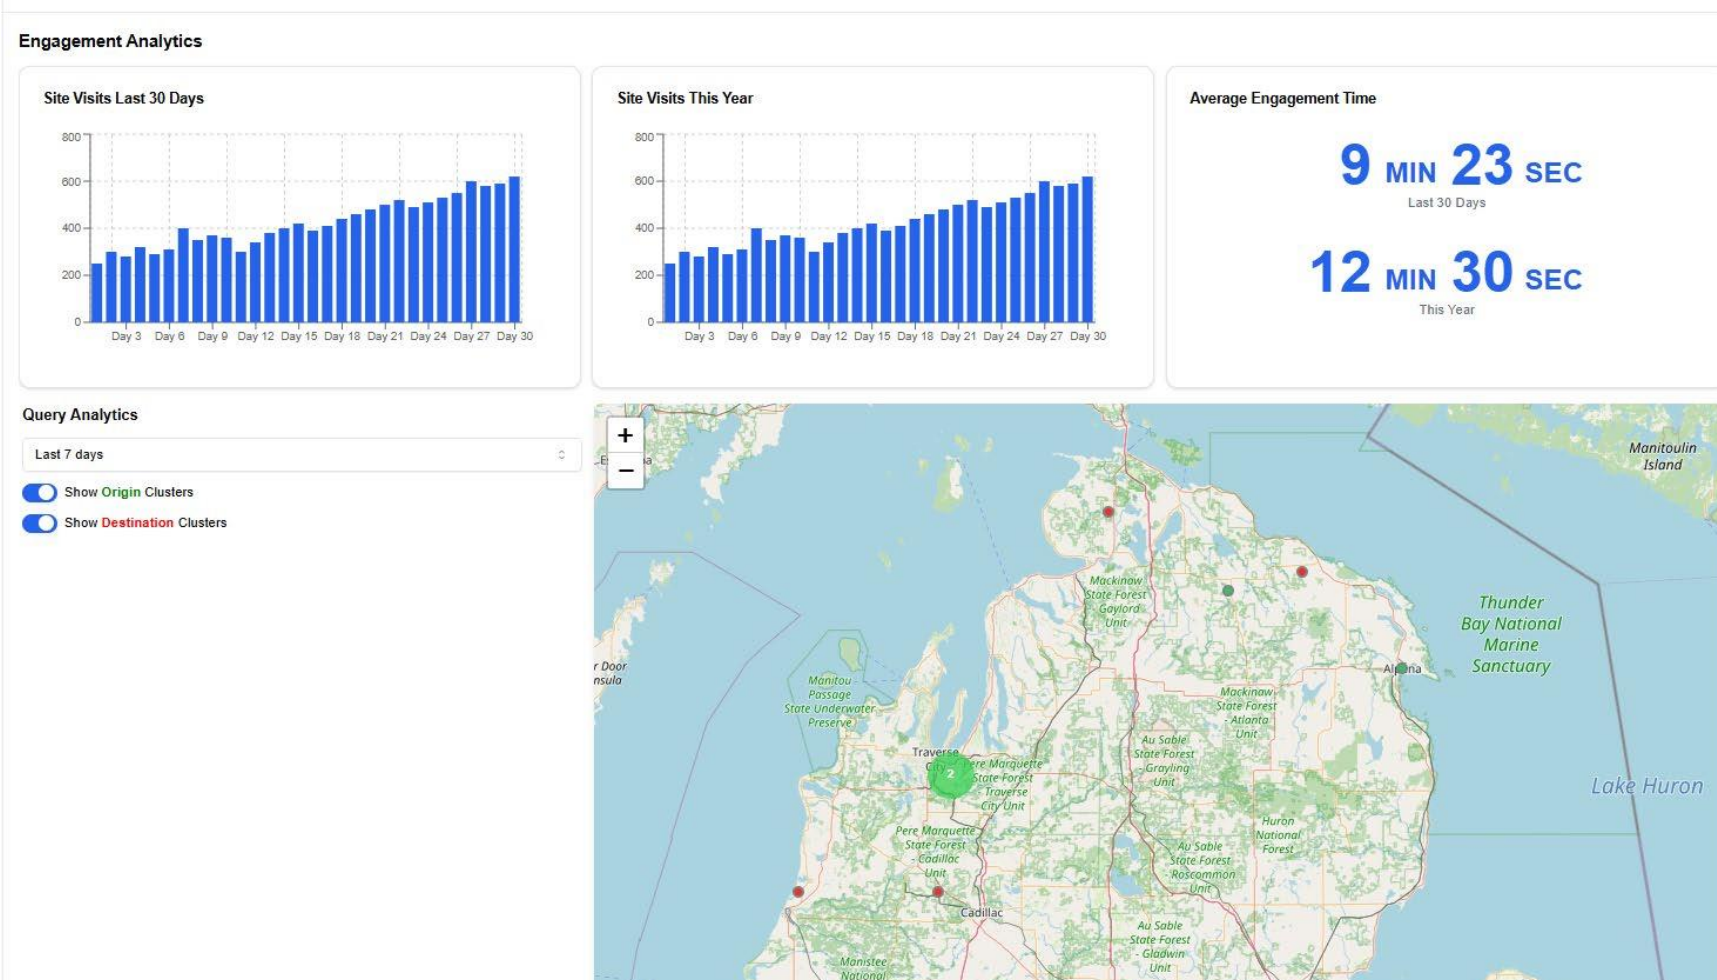 Engagement Analytics
Site Visits Last 30 Days
800
600
400
200
0
Day 3 Day 6 Day 9 Day 12 Day 15 Day 18 Day 21 Day 24 Day 27 Day 30
Site Visits This Year
800
600
400
200
0
Day 3 Day 6 Day 9 Day 12 Day 15 Day 18 Day 21 Day 24 Day 27 Day 30
Average Engagement Time
9 MIN 23 SEC
Last 30 Days
12 MIN 30 SEC
This Year
Query Analytics
Last 7 days
Show Origin Clusters
Show Destination Clusters
+
−
Manitoulin
Island
Mackinaw
State Forest
Gaylord
Unit
Thunder
Bay National
Marine
Sanctuary
r Door
nsula
Manitou
Passage
State Underwater
Preserve
Mackinaw
State Forest
- Atlanta
Unit
Au Sable
State Forest
- Grayling
Unit
Traverse
City
2
Pere Marquette
State Forest
- Traverse
City Unit
Lake Huron
Huron
National
Forest
Pere Marquette
State Forest
- Cadillac
Unit
Au Sable
State Forest
- Roscommon
Unit
Cadillac
Au Sable
State Forest
- Gladwin
Unit
Manistee
National